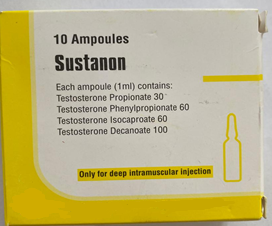 10 Ampoules
Sustanon
Each ampoule (1ml) contains:
Testosterone Propionate 30
Testosterone Phenylpropionate 60
Testosterone Isocaproate 60
Testosterone Decanoate 100
Only for deep intramuscular injection